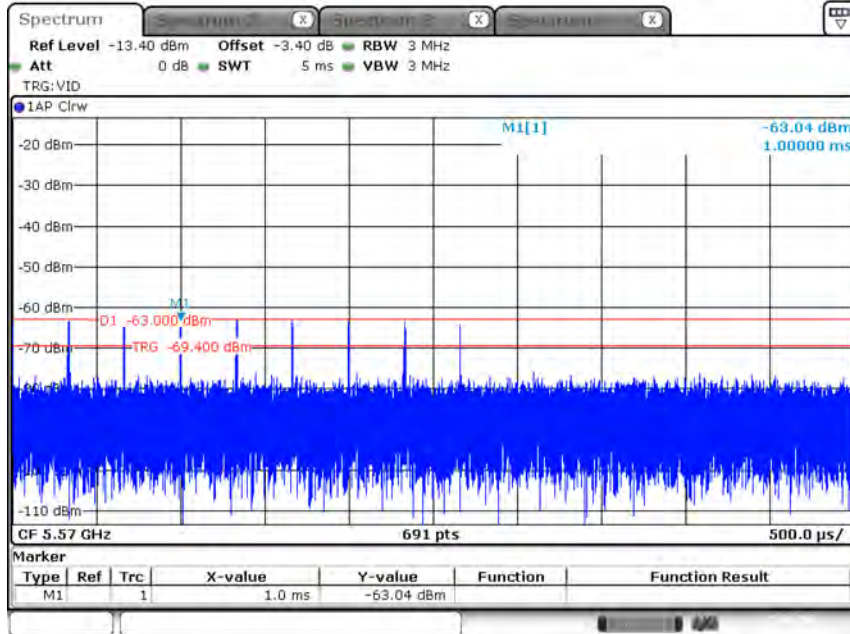 Spectrum
Ref Level -13.40 dBm Offset -3.40 dB RBW 3 MHz
Att 0 dB SWT 5 ms VBW 3 MHz
TRG:VID
1AP Clrw
M1[1] -63.04 dBm
1.00000 ms
-20 dBm
-30 dBm
-40 dBm
-50 dBm
-60 dBm
M1
D1 -63.000 dBm
-70 dBm
TRG -69.400 dBm
-110 dBm
CF 5.57 GHz 691 pts 500.0 µs/
Marker
Type Ref Trc X-value Y-value Function Function Result
M1 1 1.0 ms -63.04 dBm